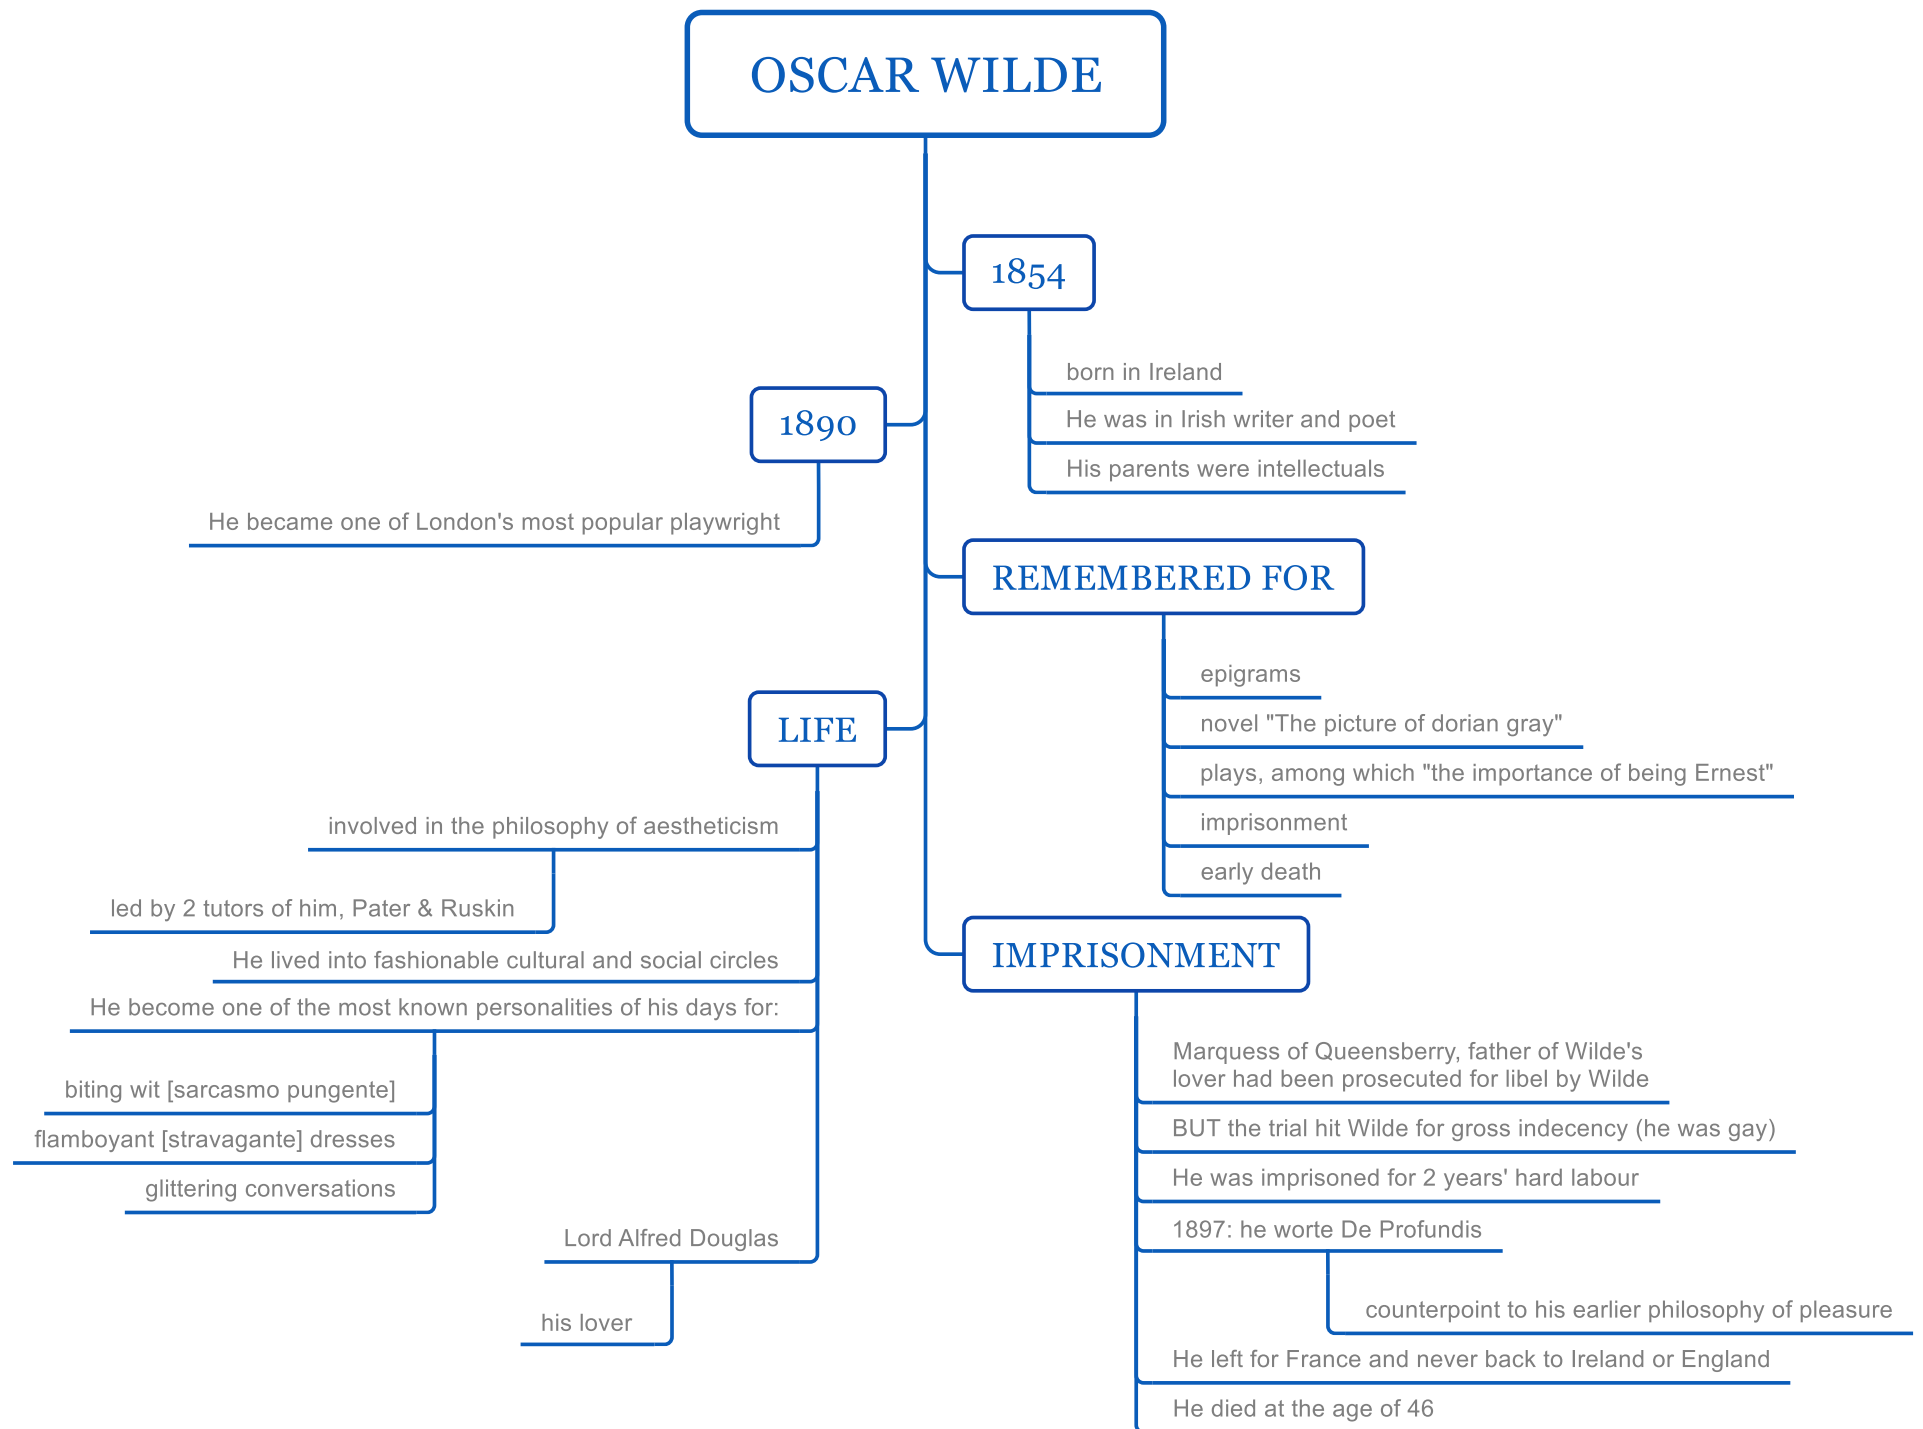 OSCAR WILDE
1854
born in Ireland
He was in Irish writer and poet
His parents were intellectuals
1890
He became one of London's most popular playwright
REMEMBERED FOR
epigrams
novel "The picture of dorian gray"
plays, among which "the importance of being Ernest"
imprisonment
early death
LIFE
involved in the philosophy of aestheticism
led by 2 tutors of him, Pater & Ruskin
He lived into fashionable cultural and social circles
He become one of the most known personalities of his days for:
biting wit [sarcasmo pungente]
flamboyant [stravagante] dresses
glittering conversations
Lord Alfred Douglas
his lover
IMPRISONMENT
Marquess of Queensberry, father of Wilde's
lover had been prosecuted for libel by Wilde
BUT the trial hit Wilde for gross indecency (he was gay)
He was imprisoned for 2 years' hard labour
1897: he worte De Profundis
counterpoint to his earlier philosophy of pleasure
He left for France and never back to Ireland or England
He died at the age of 46